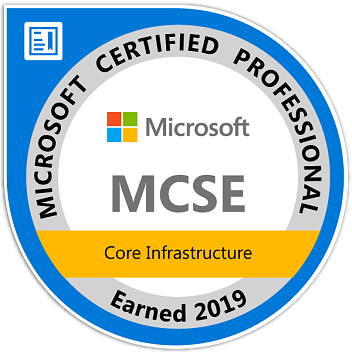 MICROSOFT CERTIFIED PROFESSIONAL
Microsoft
MCSE
Core Infrastructure
Earned 2019